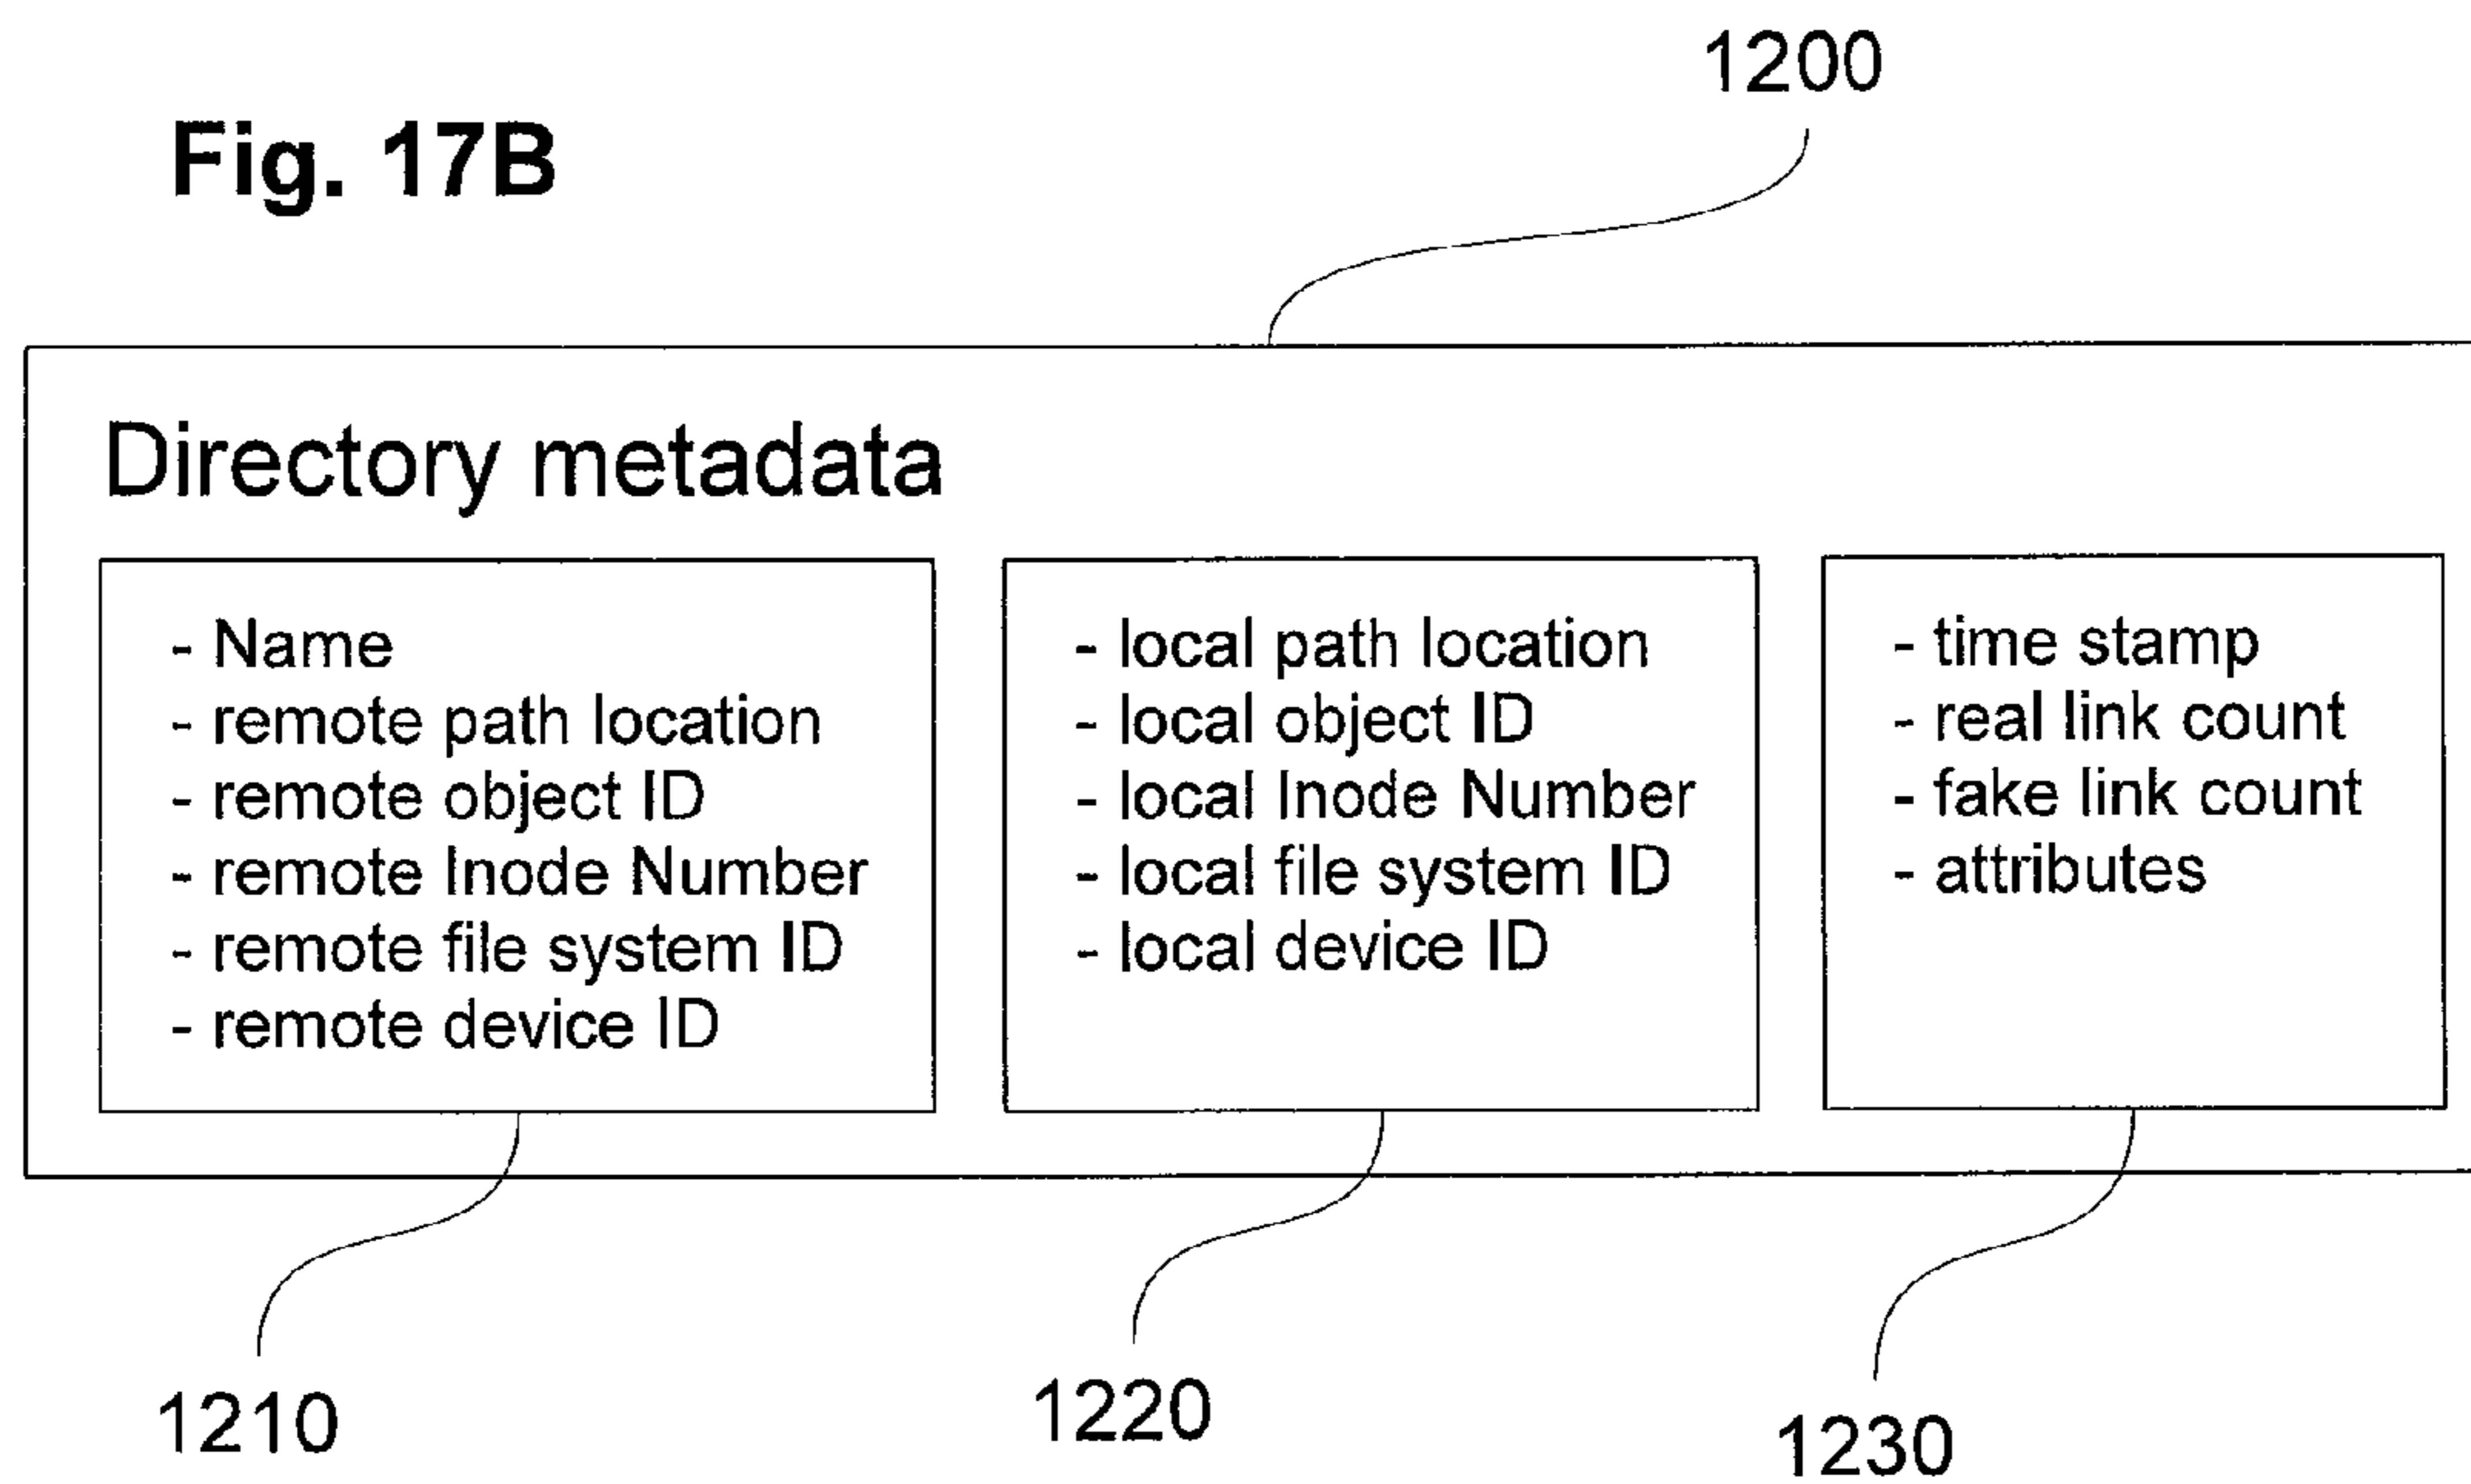 1200
Fig. 17B
Directory metadata
- Name
- remote path location
- remote object ID
- remote Inode Number
- remote file system ID
- remote device ID
- local path location
- local object ID
- local Inode Number
- local file system ID
- local device ID
- time stamp
- real link count
- fake link count
- attributes
1210
1220
1230